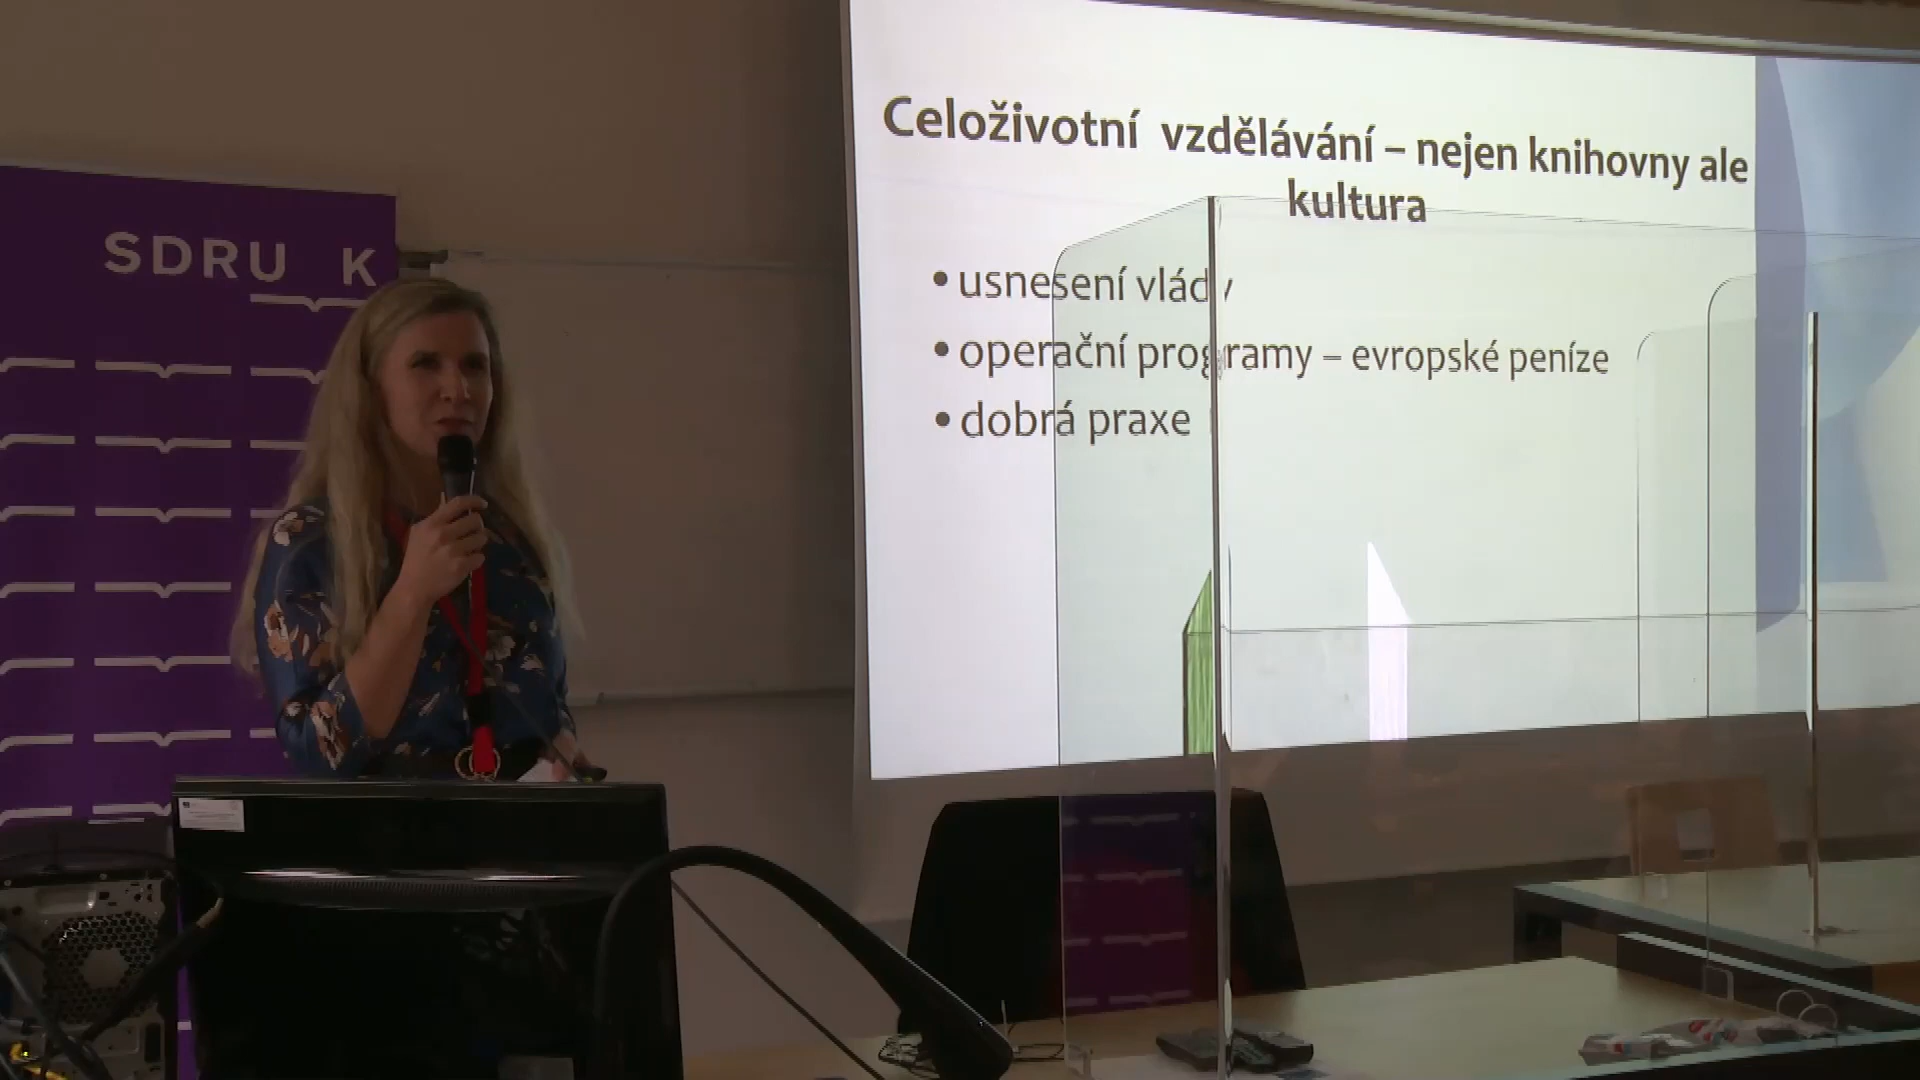 SDRU K
Celoživotní vzdělávání – nejen knihovny ale
kultura
• usnesení vlády
• operační programy – evropské peníze
• dobrá praxe